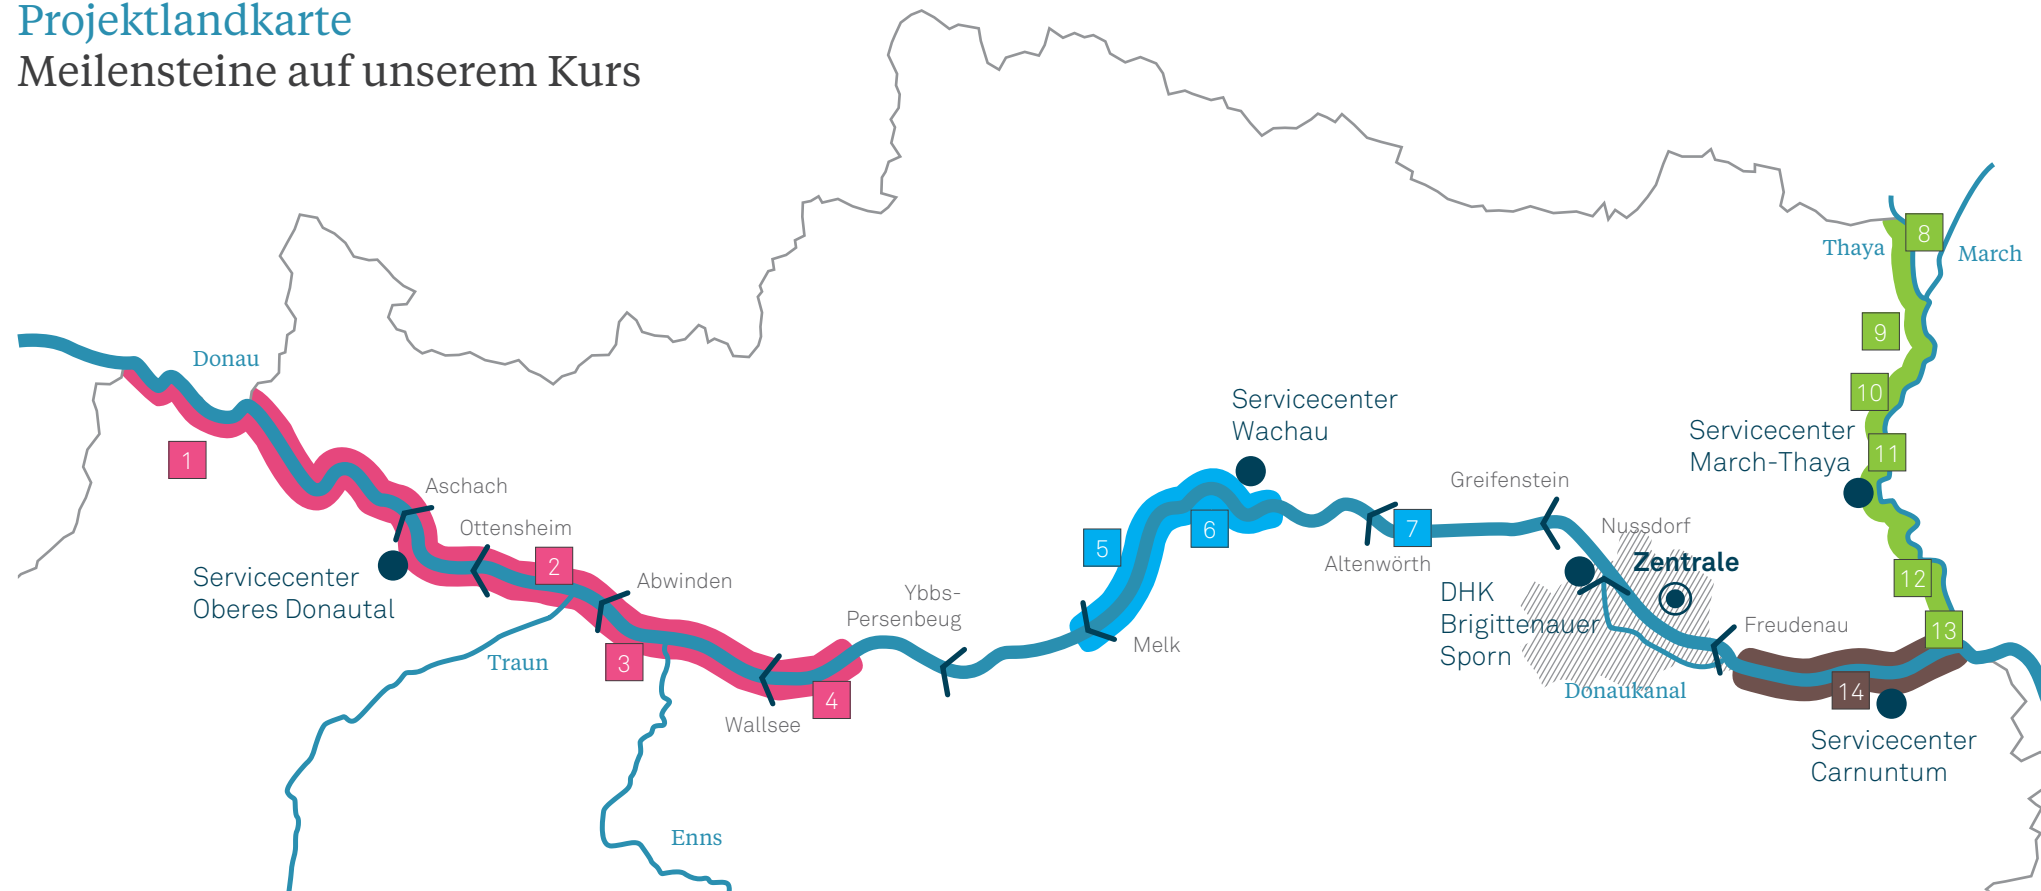 Projektlandkarte
Meilensteine auf unserem Kurs
Donau
1
Aschach
Ottensheim
2
Servicecenter
Oberes Donautal
Abwinden
Traun
3
Wallsee
4
Enns
Ybbs-
Persenbeug
Melk
5
6
Servicecenter
Wachau
Altenwörth
7
Greifenstein
Nussdorf
Zentrale
DHK
Brigittenauer
Sporn
Donaukanal
Freudenau
Thaya
8
March
9
10
Servicecenter
March-Thaya
11
12
13
14
Servicecenter
Carnuntum